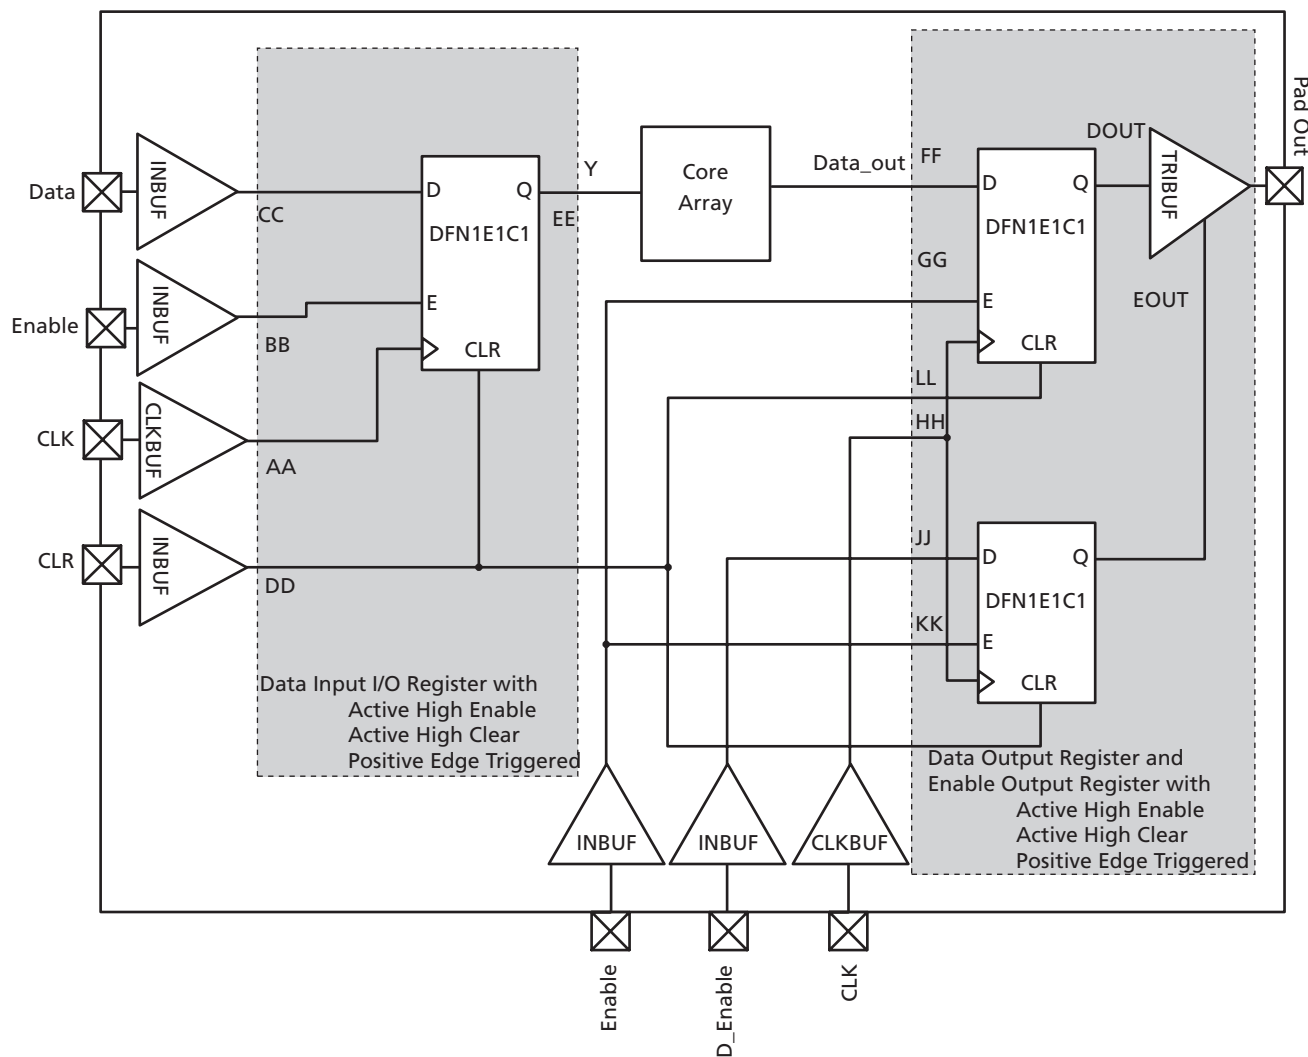 Pad Out
DOUT
Data
INBUF
CC
D
Q
DFN1E1C1
E
CLR
Y
EE
Core
Array
Data_out
FF
D
Q
DFN1E1C1
GG
E
CLR
TRIBUF
EOUT
Enable
INBUF
BB
CLK
CLKBUF
AA
LL
HH
CLR
INBUF
DD
JJ
D
Q
DFN1E1C1
KK
E
CLR
Data Input I/O Register with
Active High Enable
Active High Clear
Positive Edge Triggered
Data Output Register and
Enable Output Register with
Active High Enable
Active High Clear
Positive Edge Triggered
INBUF
INBUF
CLKBUF
Enable
D_Enable
CLK